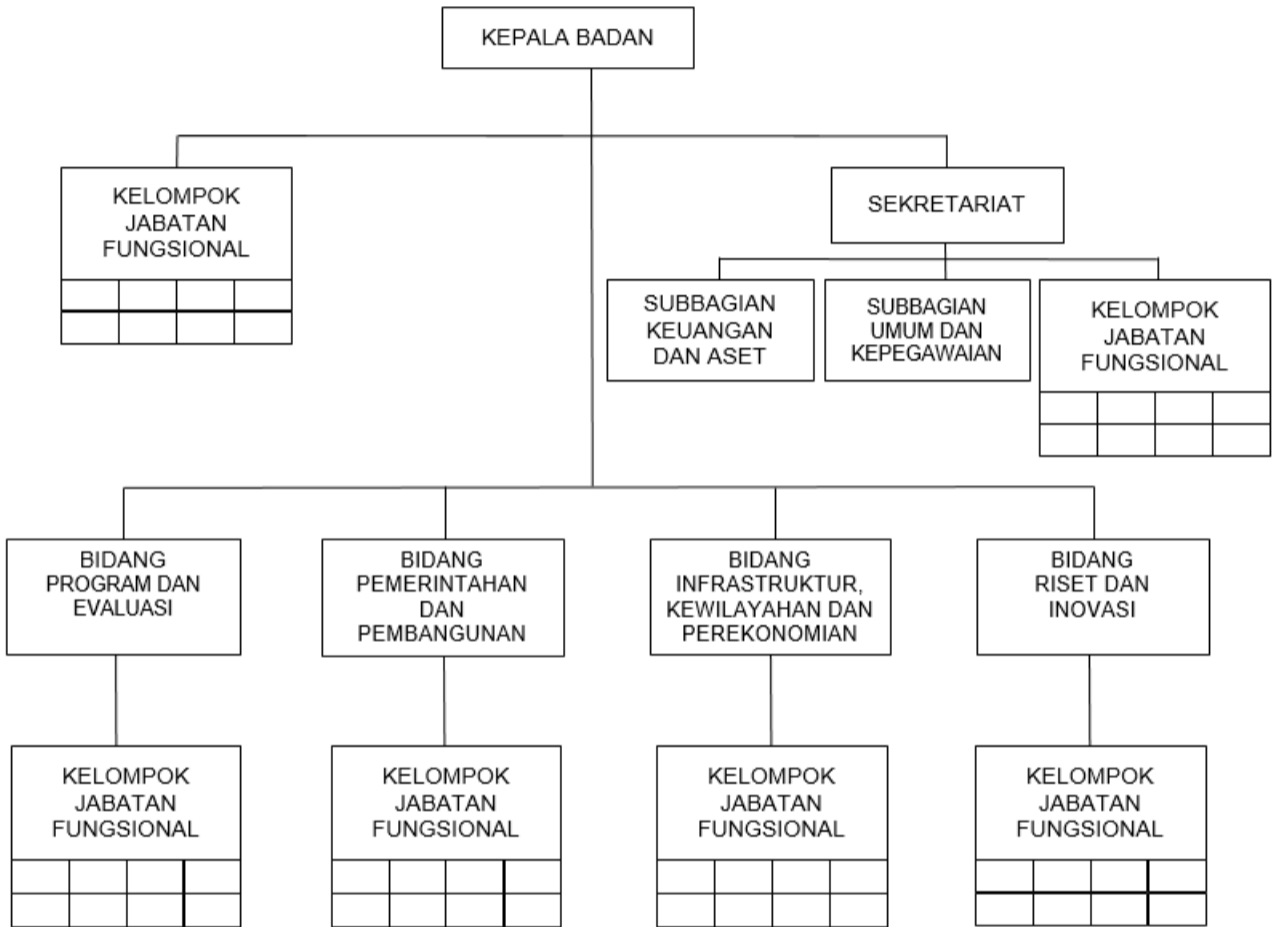 KEPALA BADAN
KELOMPOK
JABATAN
FUNGSIONAL
SEKRETARIAT
SUBBAGIAN
KEUANGAN
DAN ASET
SUBBAGIAN
UMUM DAN
KEPEGAWAIAN
KELOMPOK
JABATAN
FUNGSIONAL
BIDANG
PROGRAM DAN
EVALUASI
BIDANG
PEMERINTAHAN
DAN
PEMBANGUNAN
BIDANG
INFRASTRUKTUR,
KEWILAYAHAN DAN
PEREKONOMIAN
BIDANG
RISET DAN
INOVASI
KELOMPOK
JABATAN
FUNGSIONAL
KELOMPOK
JABATAN
FUNGSIONAL
KELOMPOK
JABATAN
FUNGSIONAL
KELOMPOK
JABATAN
FUNGSIONAL